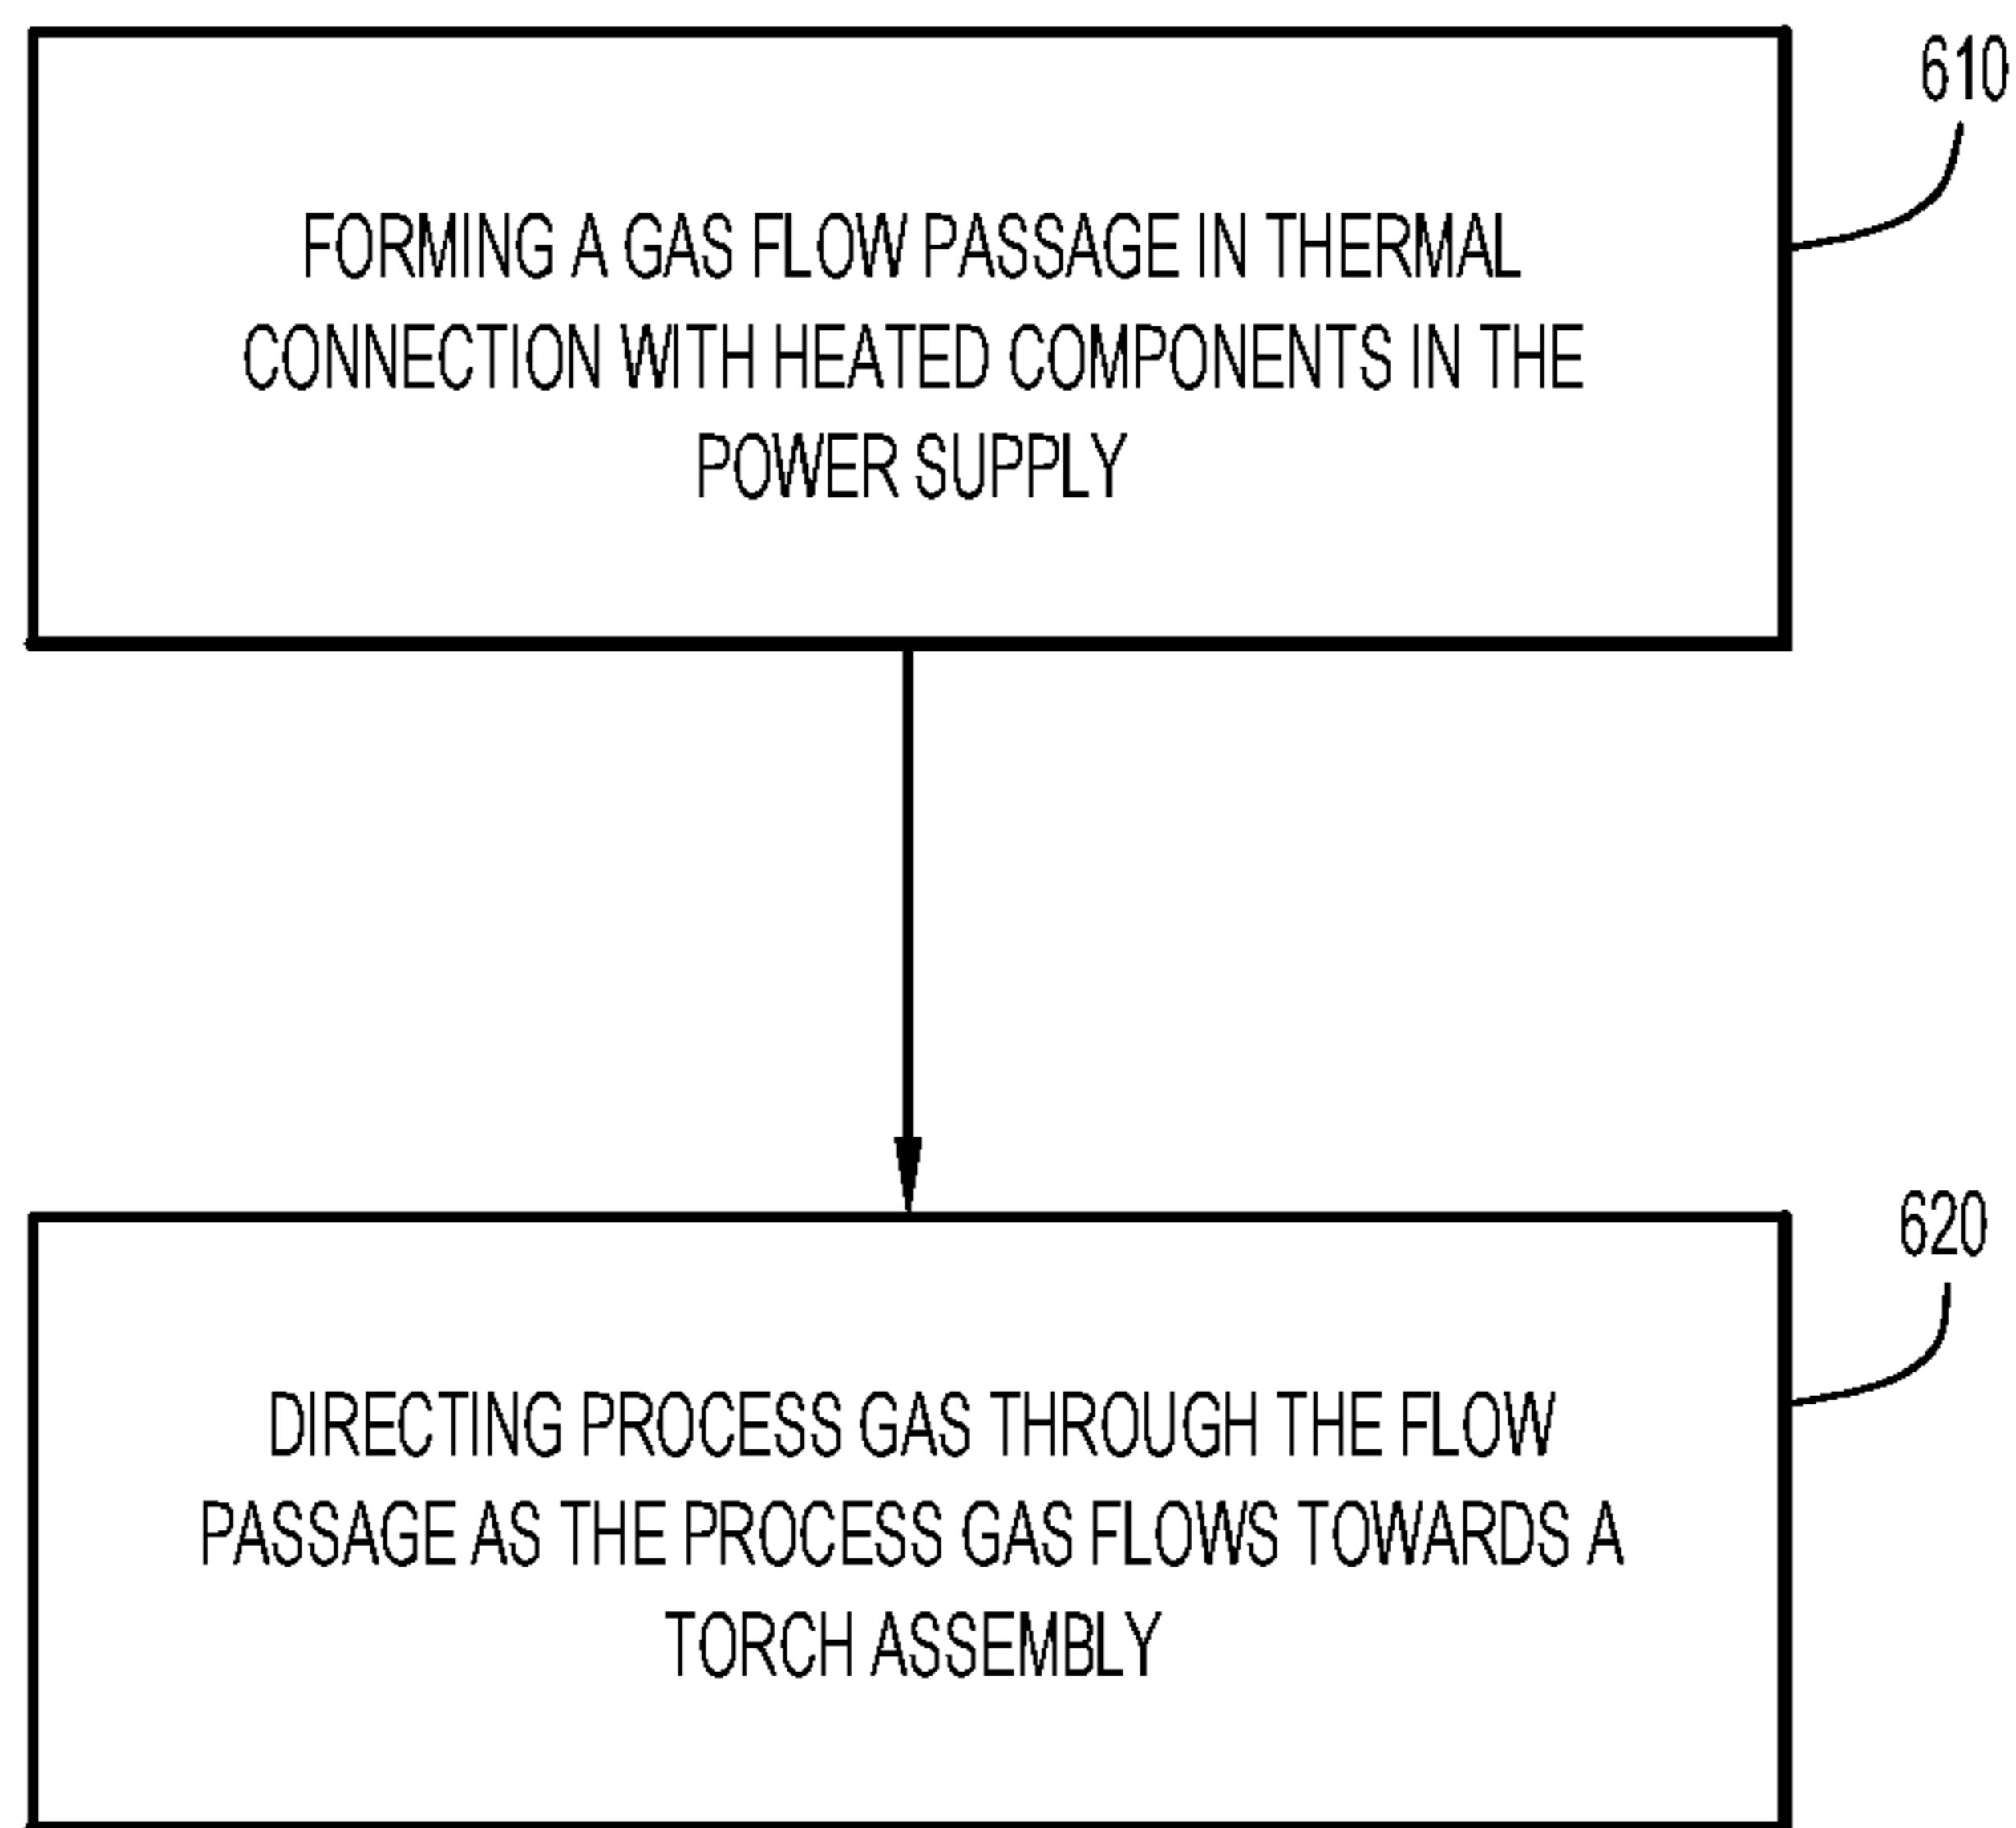 610
FORMING A GAS FLOW PASSAGE IN THERMAL
CONNECTION WITH HEATED COMPONENTS IN THE
POWER SUPPLY
620
DIRECTING PROCESS GAS THROUGH THE FLOW
PASSAGE AS THE PROCESS GAS FLOWS TOWARDS A
TORCH ASSEMBLY